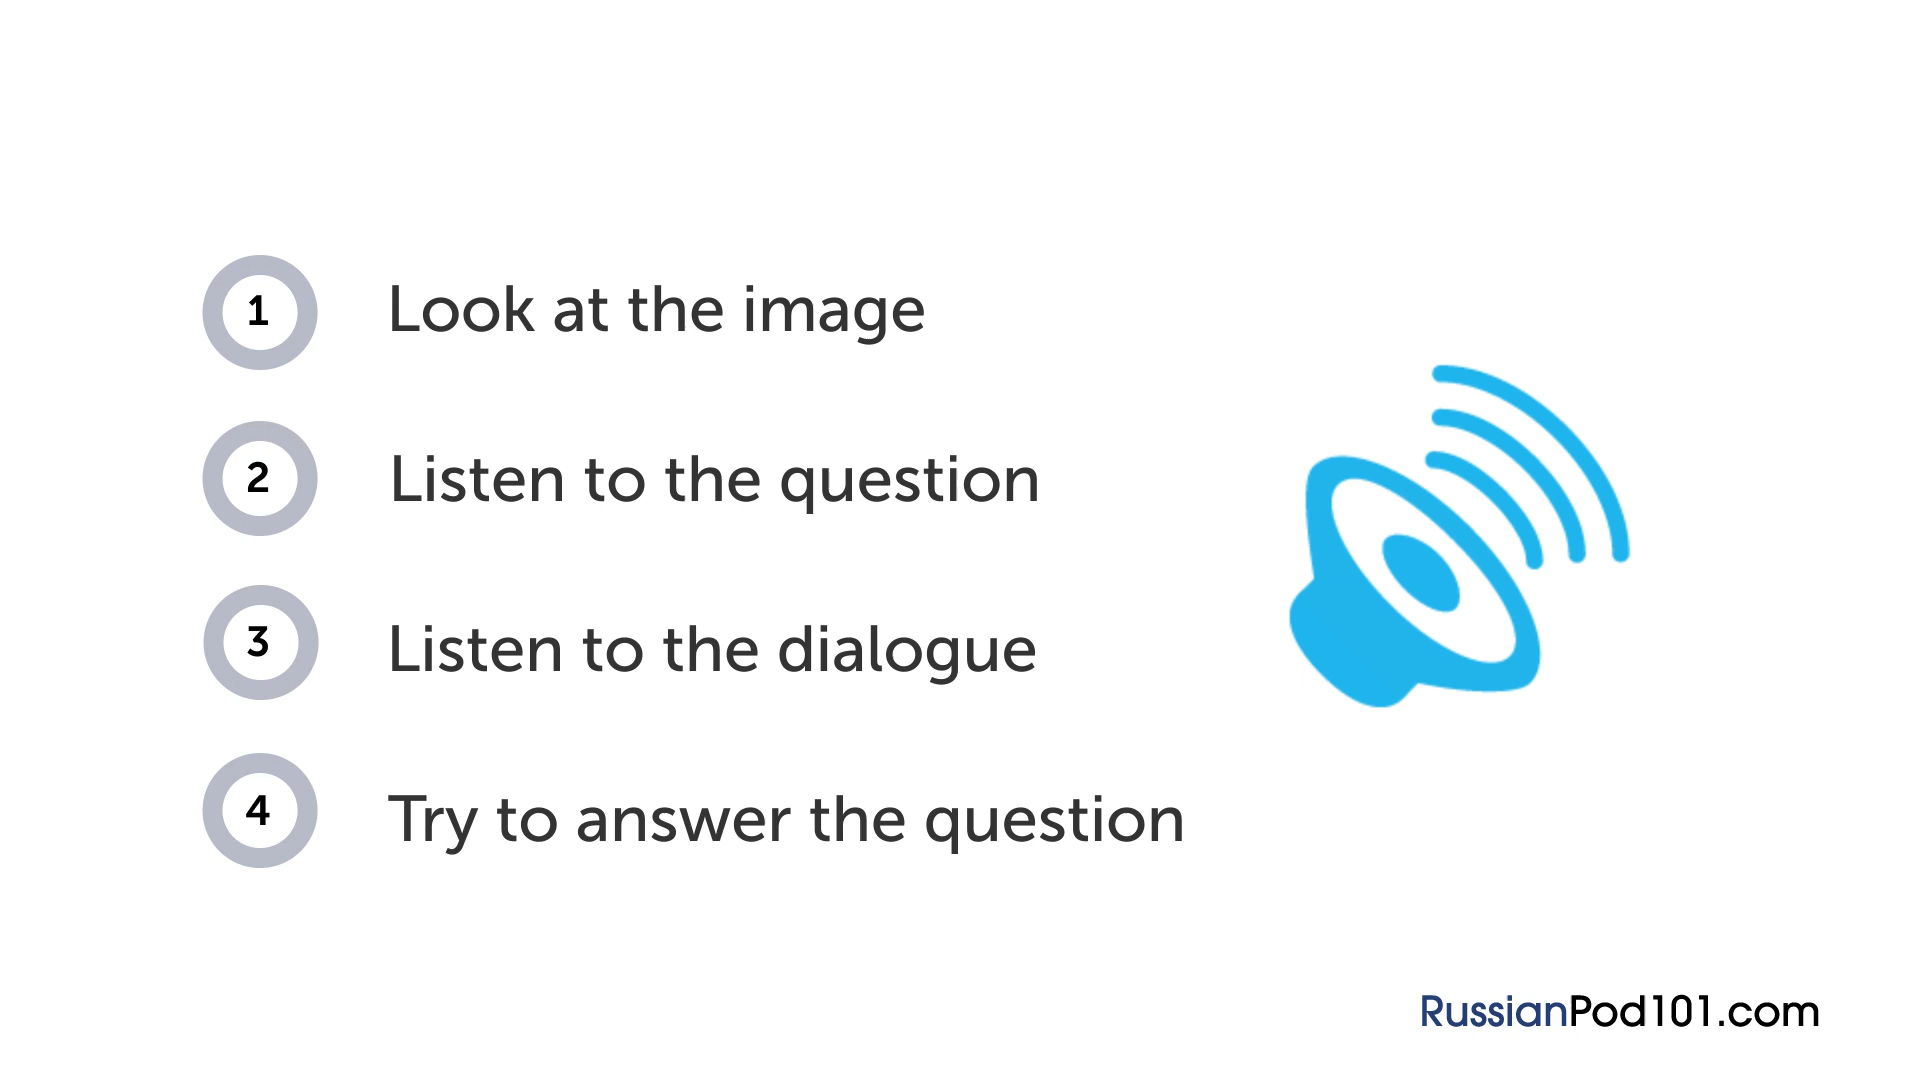 1 Look at the image
2 Listen to the question
3 Listen to the dialogue
4 Try to answer the question
RussianPod101.com